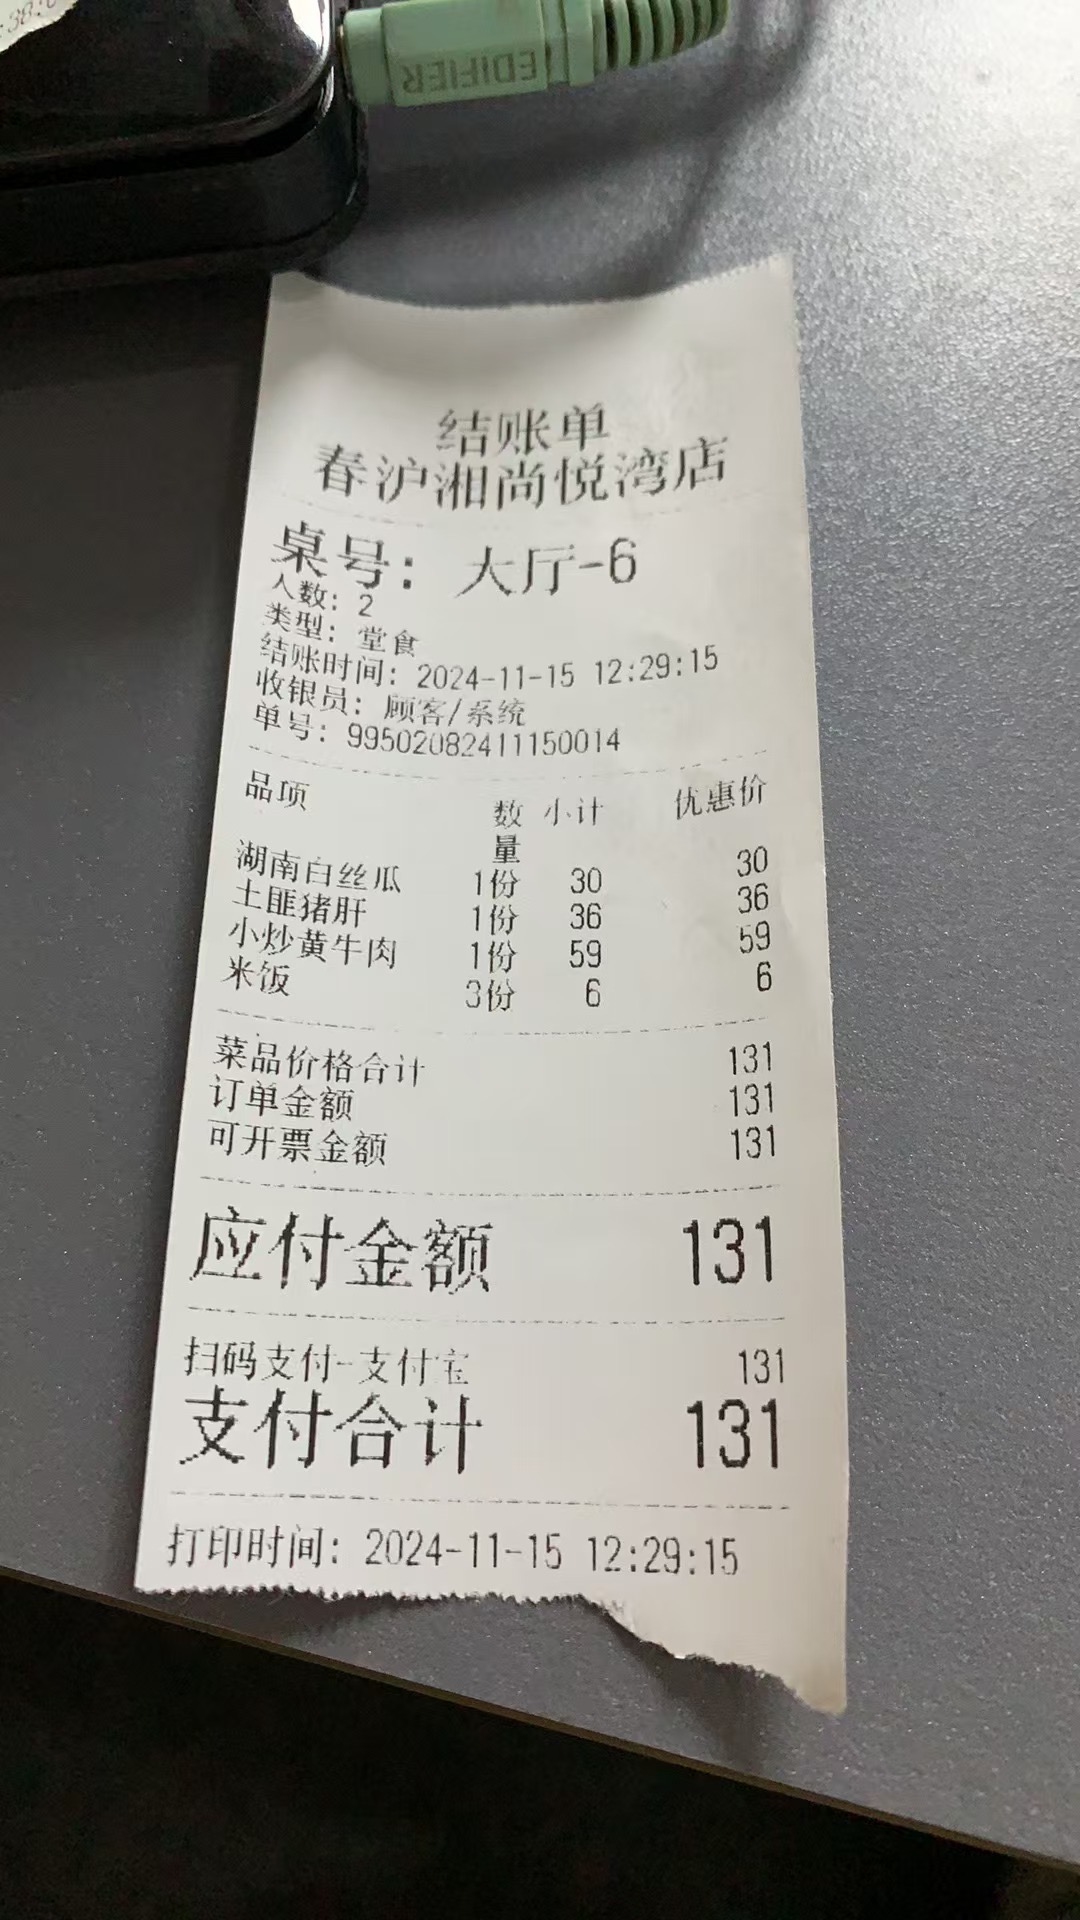 :38:
EDIFIER
结账单
春沪湘尚悦湾店
桌号： 大厅-6
人数：2
类型：堂食
结账时间：2024-11-15 12:29:15
收银员：顾客/系统
单号：99502082411150014
品项 数量 小计 优惠价
湖南白丝瓜 1份 30 30
土匪猪肝 1份 36 36
小炒黄牛肉 1份 59 59
米饭 3份 6 6
菜品价格合计 131
订单金额 131
可开票金额 131
应付金额 131
扫码支付-支付宝 131
支付合计 131
打印时间：2024-11-15 12:29:15